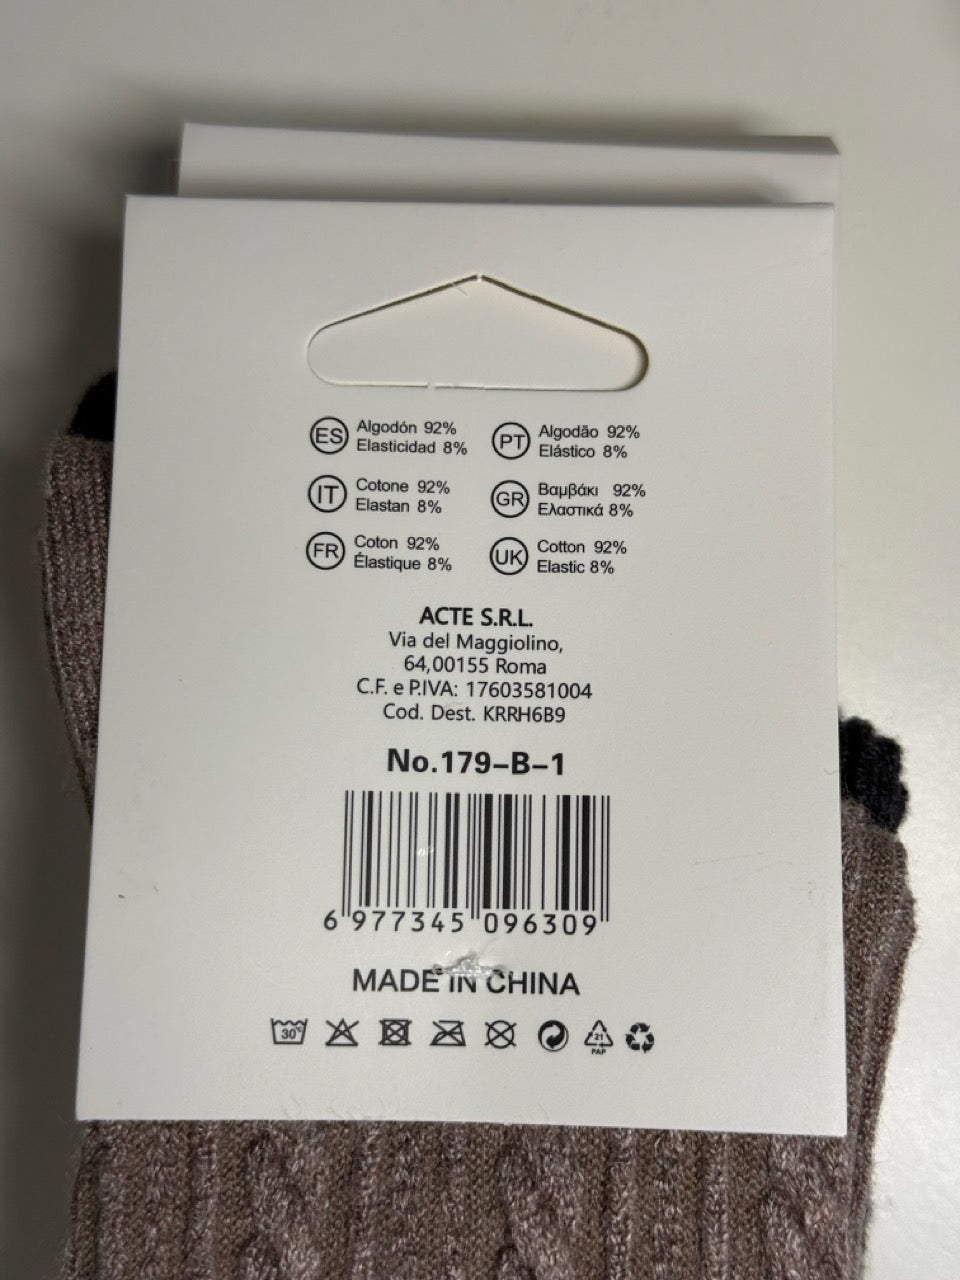 ES Algodón 92%
Elasticidad 8%
PT Algodão 92%
Elástico 8%
IT Cotone 92%
Elastan 8%
GR Βαμβάκι 92%
Ελαστικά 8%
FR Coton 92%
Élastique 8%
UK Cotton 92%
Elastic 8%
ACTE S.R.L.
Via del Maggiolino,
64,00155 Roma
C.F. e P.IVA: 17603581004
Cod. Dest. KRRH6B9
No.179-B-1
6 977345 096309
MADE IN CHINA
30°
21
PAP